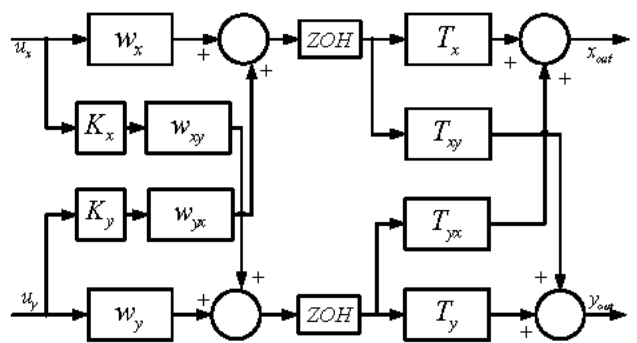 u_x
w_x
+
+
ZOH
T_x
+
+
x_out
K_x
w_xy
T_xy
K_y
w_yx
T_yx
u_y
w_y
+
+
ZOH
T_y
+
+
y_out